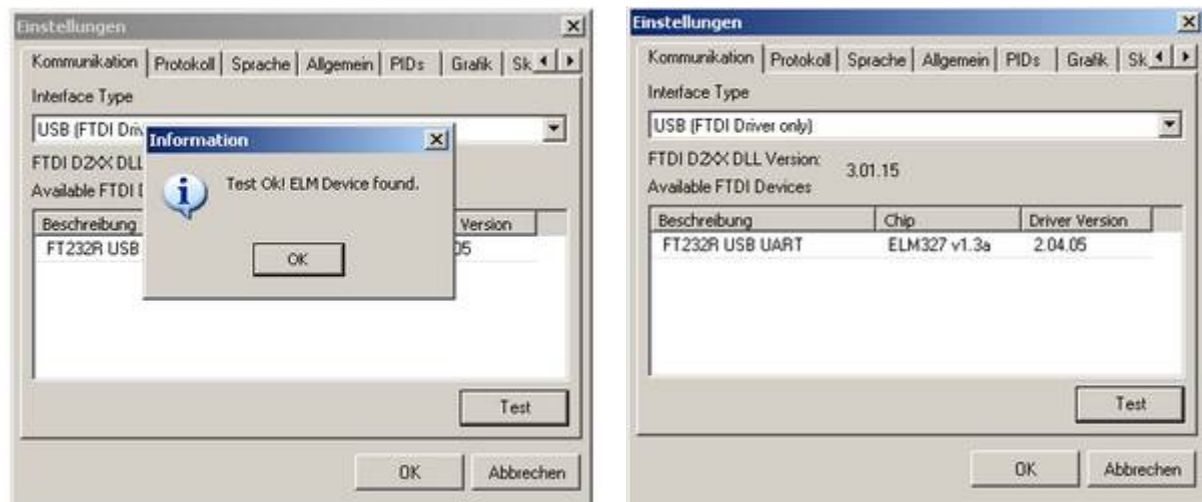 Einstellungen
Kommunikation Protokoll Sprache Allgemein PIDs Grafik Sk
Interface Type
USB (FTDI Driv
Information
FTDI D2XX DLL
Test Ok! ELM Device found.
Available FTDI D
Beschreibung Version
FT232R USB 05
OK
Test
OK Abbrechen
Einstellungen
Kommunikation Protokoll Sprache Allgemein PIDs Grafik Sk
Interface Type
USB (FTDI Driver only)
FTDI D2XX DLL Version: 3.01.15
Available FTDI Devices
Beschreibung Chip Driver Version
FT232R USB UART ELM327 v1.3a 2.04.05
Test
OK Abbrechen